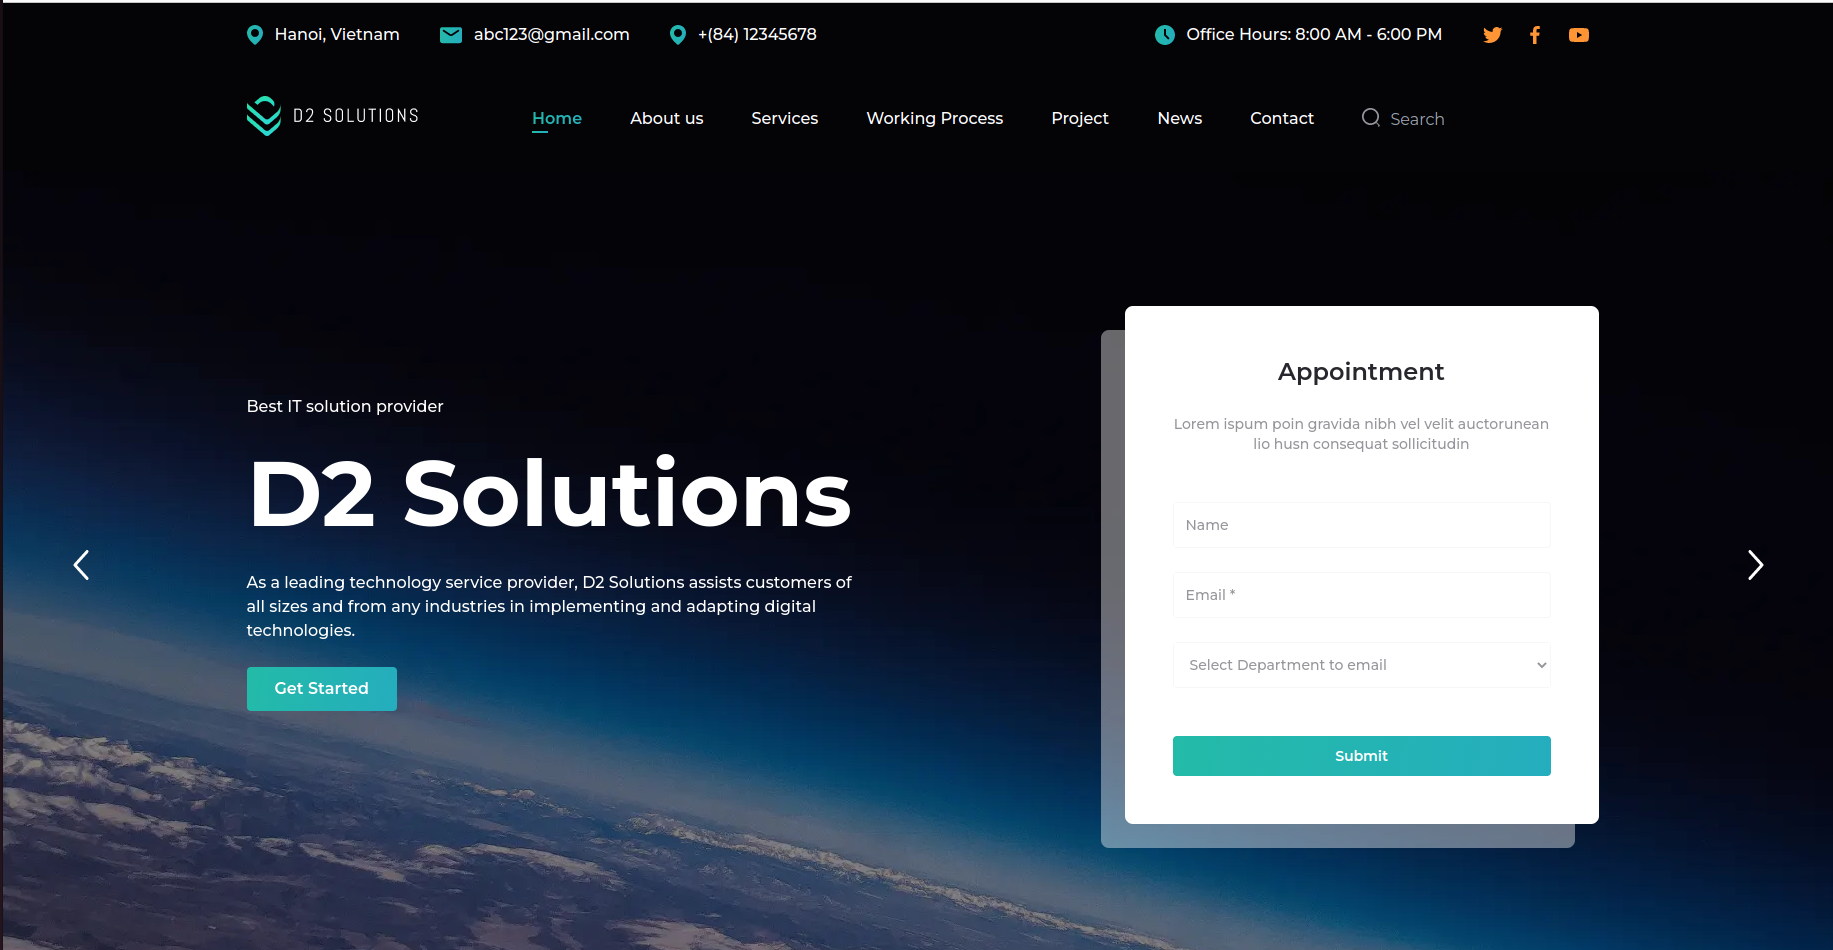 Hanoi, Vietnam
abc123@gmail.com
+(84) 12345678
Office Hours: 8:00 AM - 6:00 PM
D2 SOLUTIONS
Home
About us
Services
Working Process
Project
News
Contact
Search
Best IT solution provider
D2 Solutions
As a leading technology service provider, D2 Solutions assists customers of
all sizes and from any industries in implementing and adapting digital
technologies.
Get Started
Appointment
Lorem ispum poin gravida nibh vel velit auctorunean
lio husn consequat sollicitudin
Name
Email *
Select Department to email
Submit